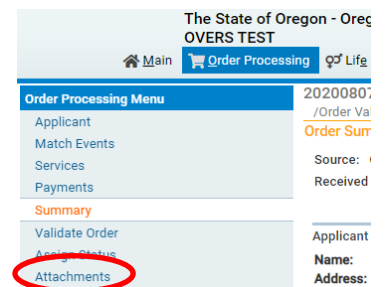 The State of Oregon - Oreg
OVERS TEST
Main Order Processing Life
Order Processing Menu
Applicant
Match Events
Services
Payments
Summary
Validate Order
Assign Status
Attachments
20200807
/Order Val
Order Sum
Source:
Received
Applicant
Name:
Address: